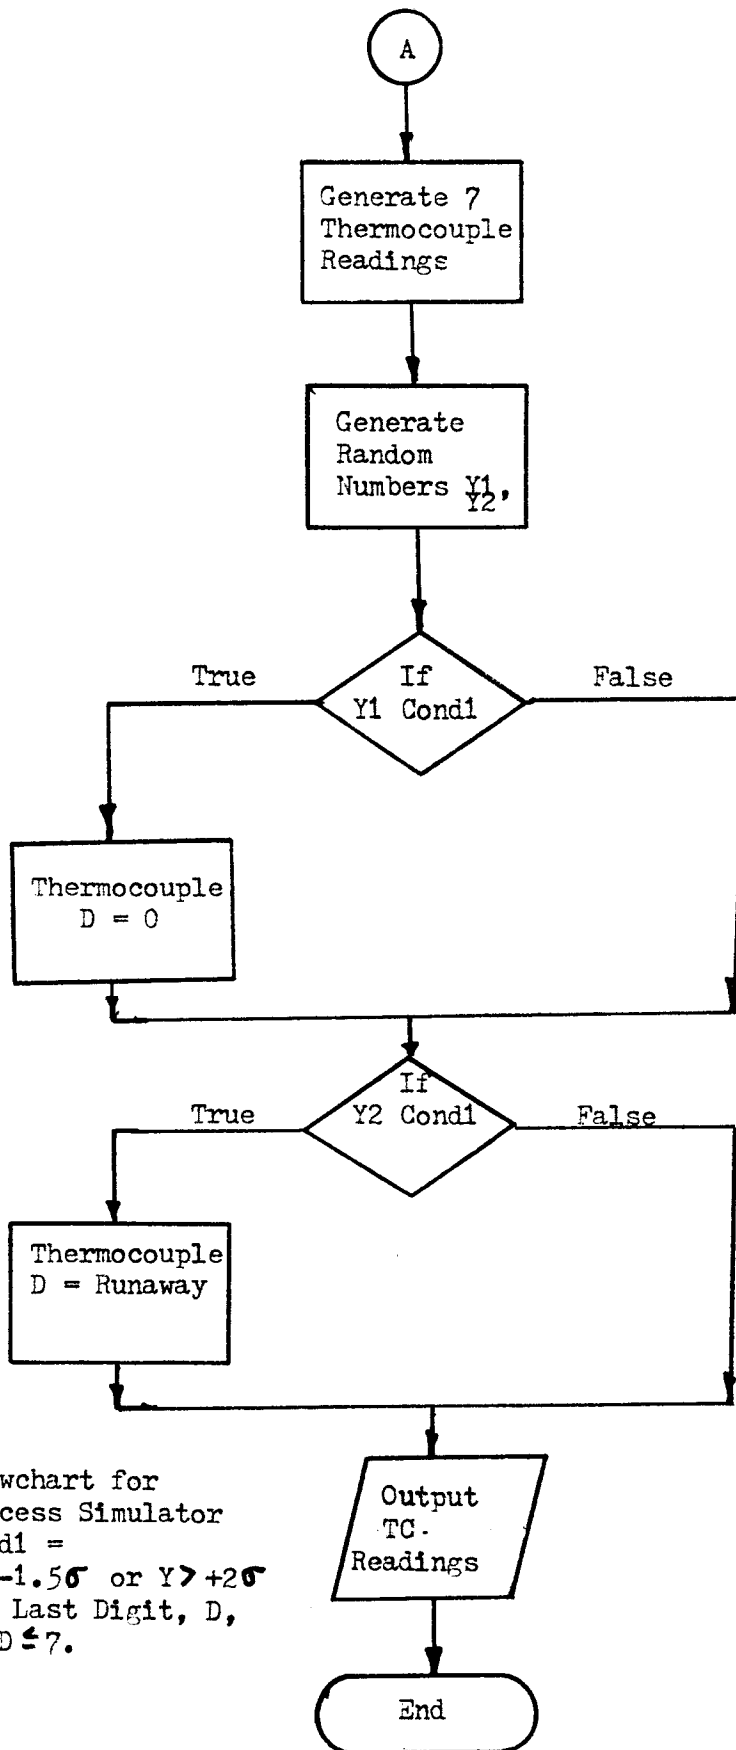 A
Generate 7
Thermocouple
Readings
Generate
Random
Numbers Y1,
Y2
If
Y1 Cond1
True
False
Thermocouple
D = 0
If
Y2 Cond1
True
False
Thermocouple
D = Runaway
Output
TC.
Readings
End
wchart for
cess Simulator
d1 =
-1.5σ or Y > +2σ
Last Digit, D,
D ≤ 7.